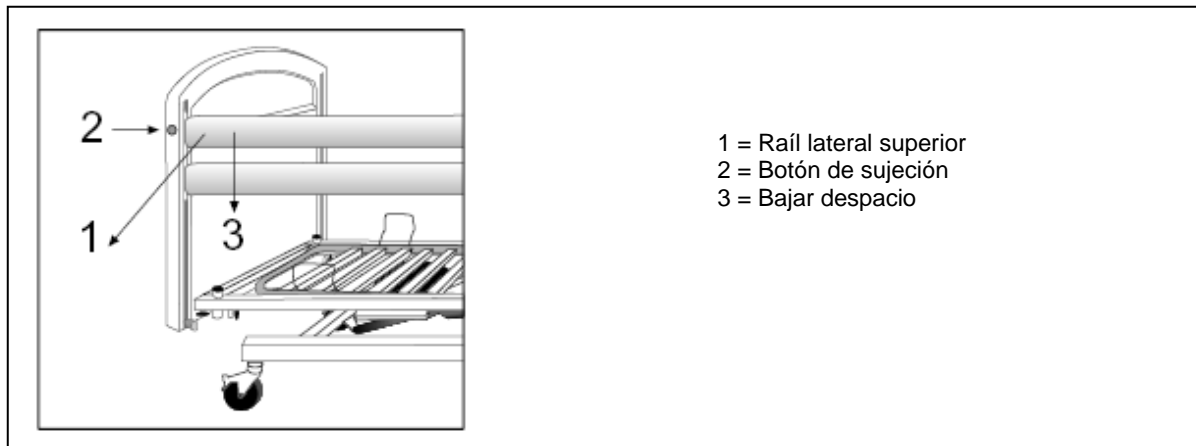 2
1
3
1 = Raíl lateral superior
2 = Botón de sujeción
3 = Bajar despacio